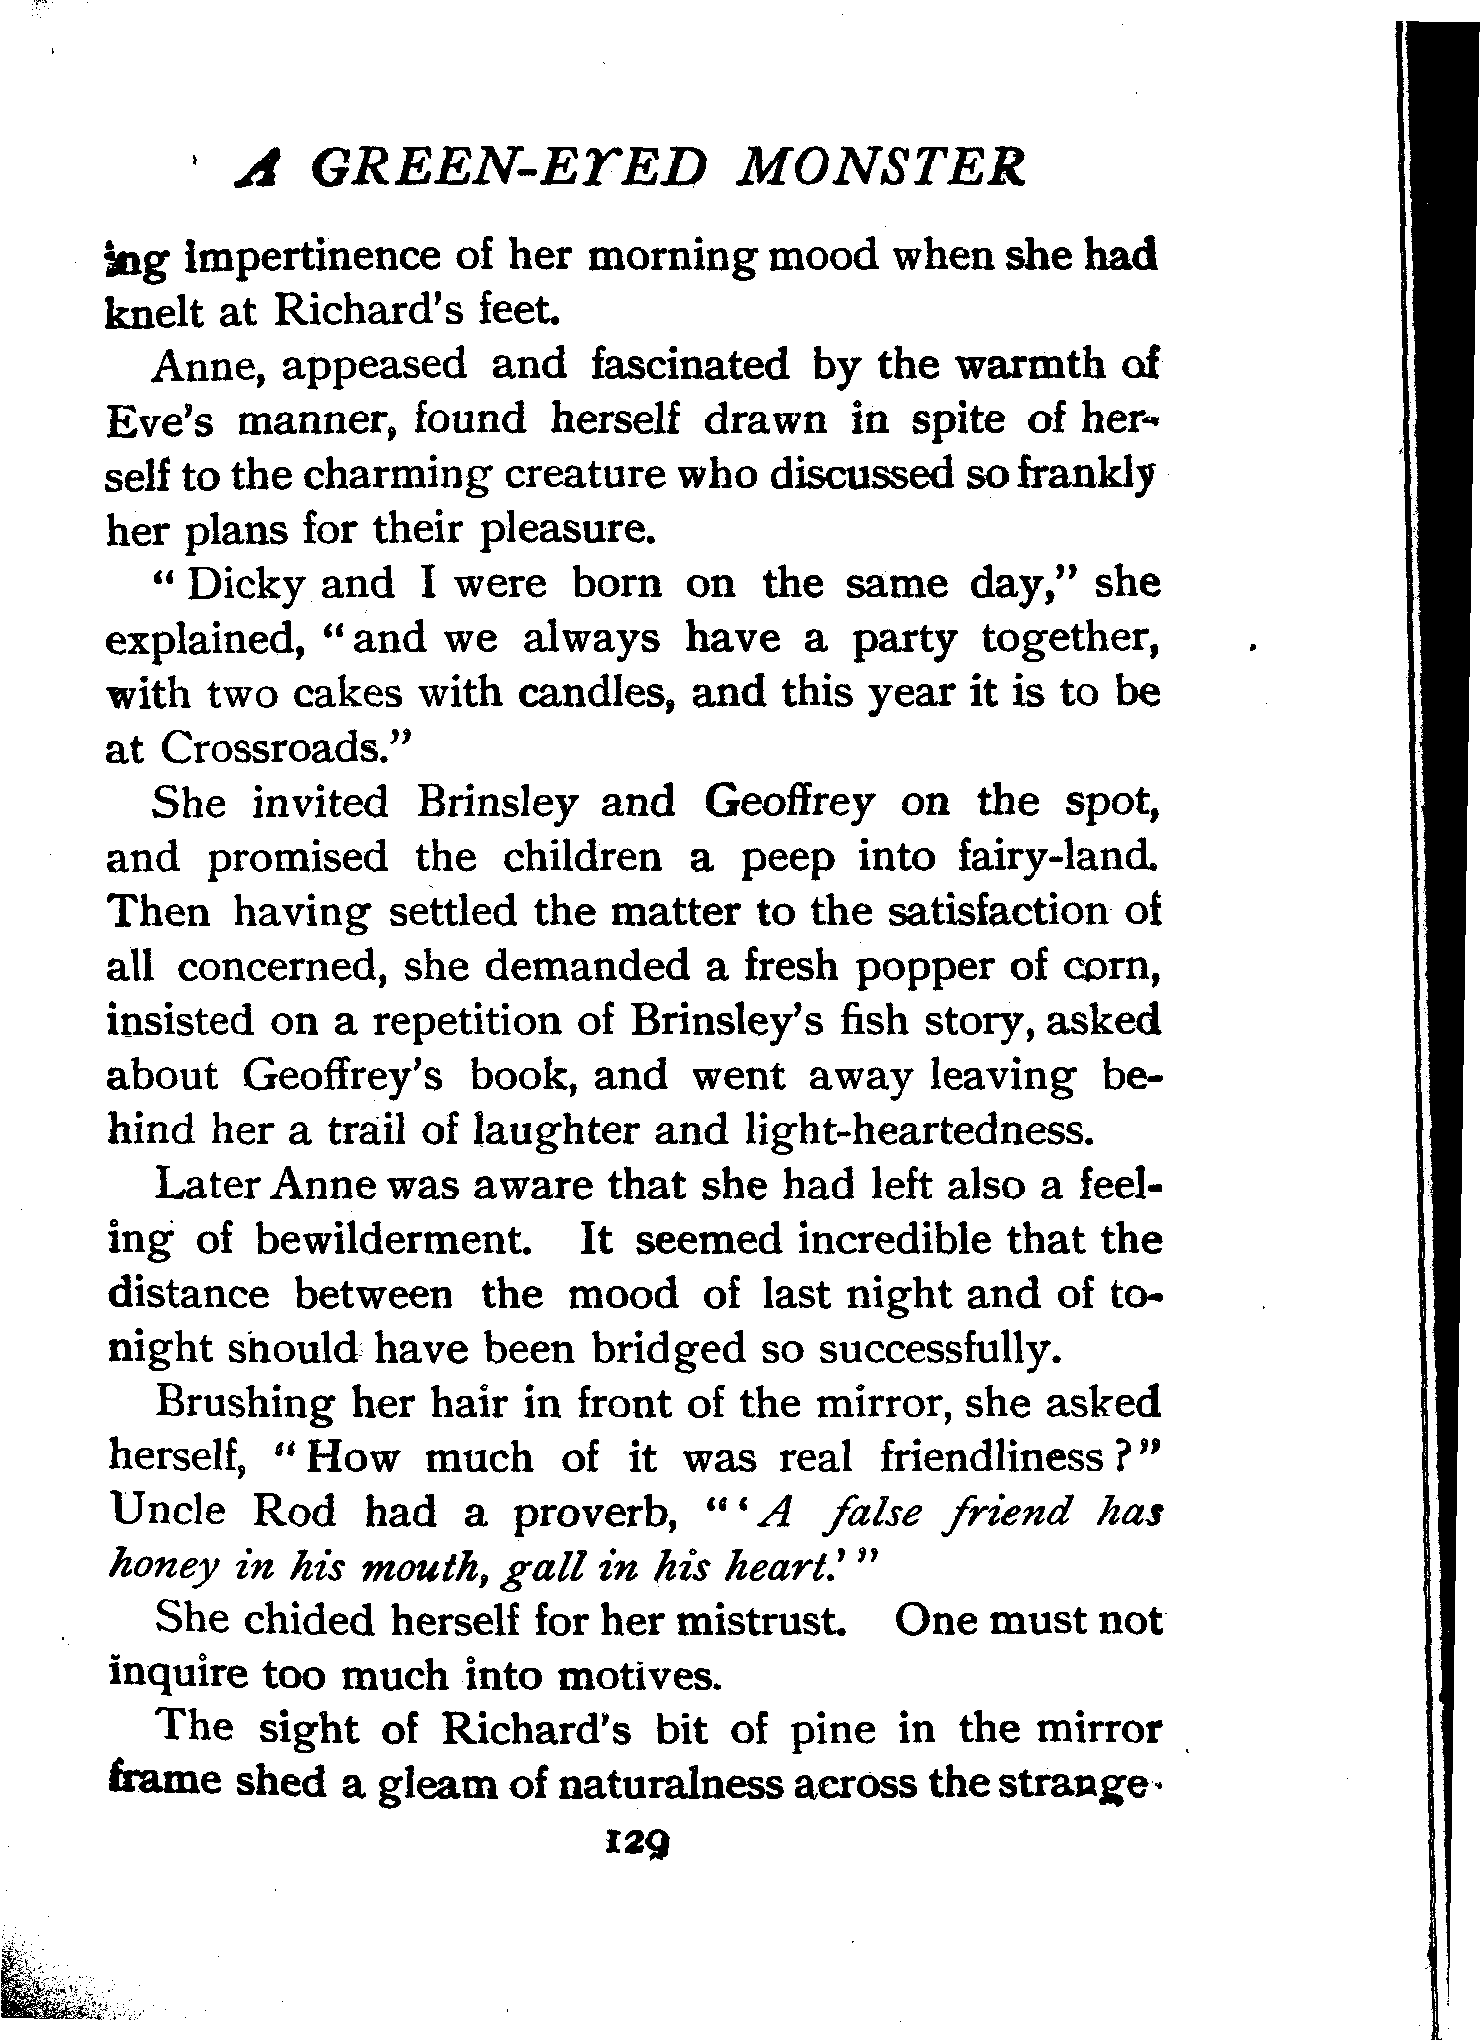 A GREEN-EYED MONSTER
ing impertinence of her morning mood when she had
knelt at Richard's feet.
Anne, appeased and fascinated by the warmth of
Eve's manner, found herself drawn in spite of her-
self to the charming creature who discussed so frankly
her plans for their pleasure.
"Dicky and I were born on the same day," she
explained, "and we always have a party together,
with two cakes with candles, and this year it is to be
at Crossroads."
She invited Brinsley and Geoffrey on the spot,
and promised the children a peep into fairy-land.
Then having settled the matter to the satisfaction of
all concerned, she demanded a fresh popper of corn,
insisted on a repetition of Brinsley's fish story, asked
about Geoffrey's book, and went away leaving be-
hind her a trail of laughter and light-heartedness.
Later Anne was aware that she had left also a feel-
ing of bewilderment. It seemed incredible that the
distance between the mood of last night and of to-
night should have been bridged so successfully.
Brushing her hair in front of the mirror, she asked
herself, "How much of it was real friendliness?"
Uncle Rod had a proverb, "'A false friend has
honey in his mouth, gall in his heart.'"
She chided herself for her mistrust. One must not
inquire too much into motives.
The sight of Richard's bit of pine in the mirror
frame shed a gleam of naturalness across the strange-
129